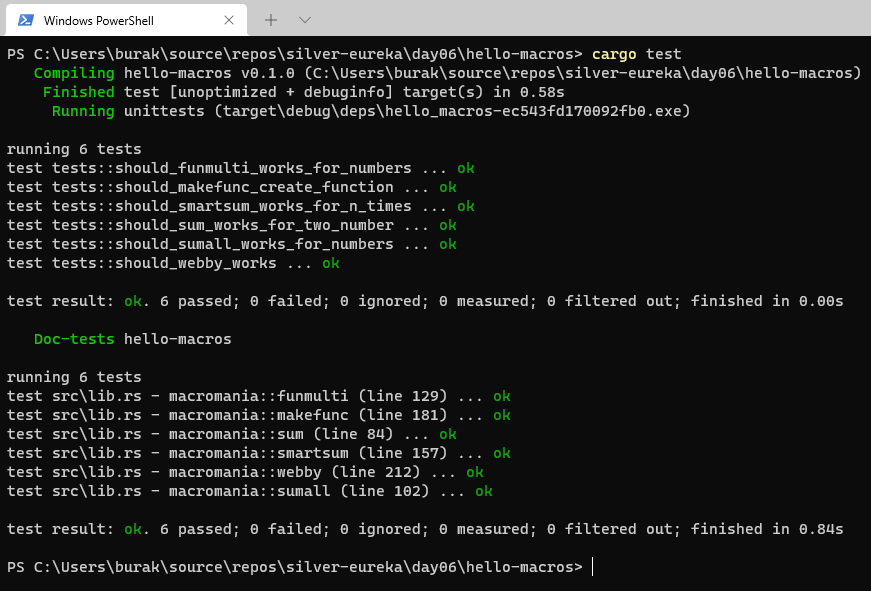 Windows PowerShell
PS C:\Users\burak\source\repos\silver-eureka\day06\hello-macros> cargo test
   Compiling hello-macros v0.1.0 (C:\Users\burak\source\repos\silver-eureka\day06\hello-macros)
    Finished test [unoptimized + debuginfo] target(s) in 0.58s
     Running unittests (target\debug\deps\hello_macros-ec543fd170092fb0.exe)
running 6 tests
test tests::should_funmulti_works_for_numbers ... ok
test tests::should_makefunc_create_function ... ok
test tests::should_smartsum_works_for_n_times ... ok
test tests::should_sum_works_for_two_number ... ok
test tests::should_sumall_works_for_numbers ... ok
test tests::should_webby_works ... ok
test result: ok. 6 passed; 0 failed; 0 ignored; 0 measured; 0 filtered out; finished in 0.00s
   Doc-tests hello-macros
running 6 tests
test src\lib.rs - macromania::funmulti (line 129) ... ok
test src\lib.rs - macromania::makefunc (line 181) ... ok
test src\lib.rs - macromania::sum (line 84) ... ok
test src\lib.rs - macromania::smartsum (line 157) ... ok
test src\lib.rs - macromania::webby (line 212) ... ok
test src\lib.rs - macromania::sumall (line 102) ... ok
test result: ok. 6 passed; 0 failed; 0 ignored; 0 measured; 0 filtered out; finished in 0.84s
PS C:\Users\burak\source\repos\silver-eureka\day06\hello-macros>